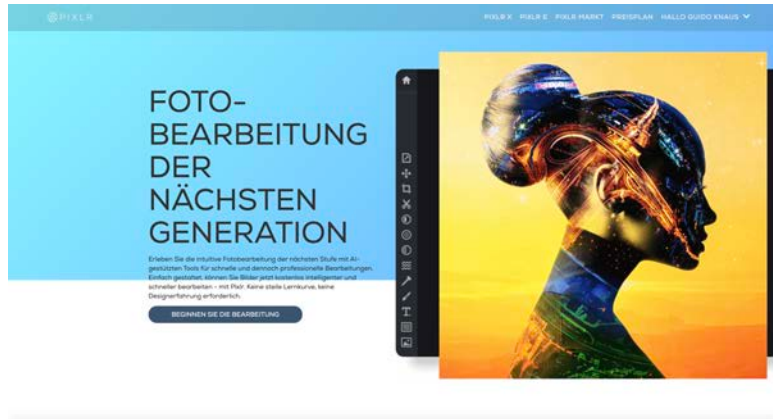 PIXLR
PIXLR X PIXLR E PIXLR MARKT PREISPLAN HALLO GUIDO KNAUS
FOTO-
BEARBEITUNG
DER
NÄCHSTEN
GENERATION
Erleben Sie die intuitive Fotobearbeitung der nächsten Stufe mit AI-
gestützten Tools für schnelle und dennoch professionelle Bearbeitungen.
Einfach gestaltet, können Sie Bilder jetzt kostenlos intelligenter und
schneller bearbeiten – mit Pixlr. Keine steile Lernkurve, keine
Designerfahrung erforderlich.
BEGINNEN SIE DIE BEARBEITUNG